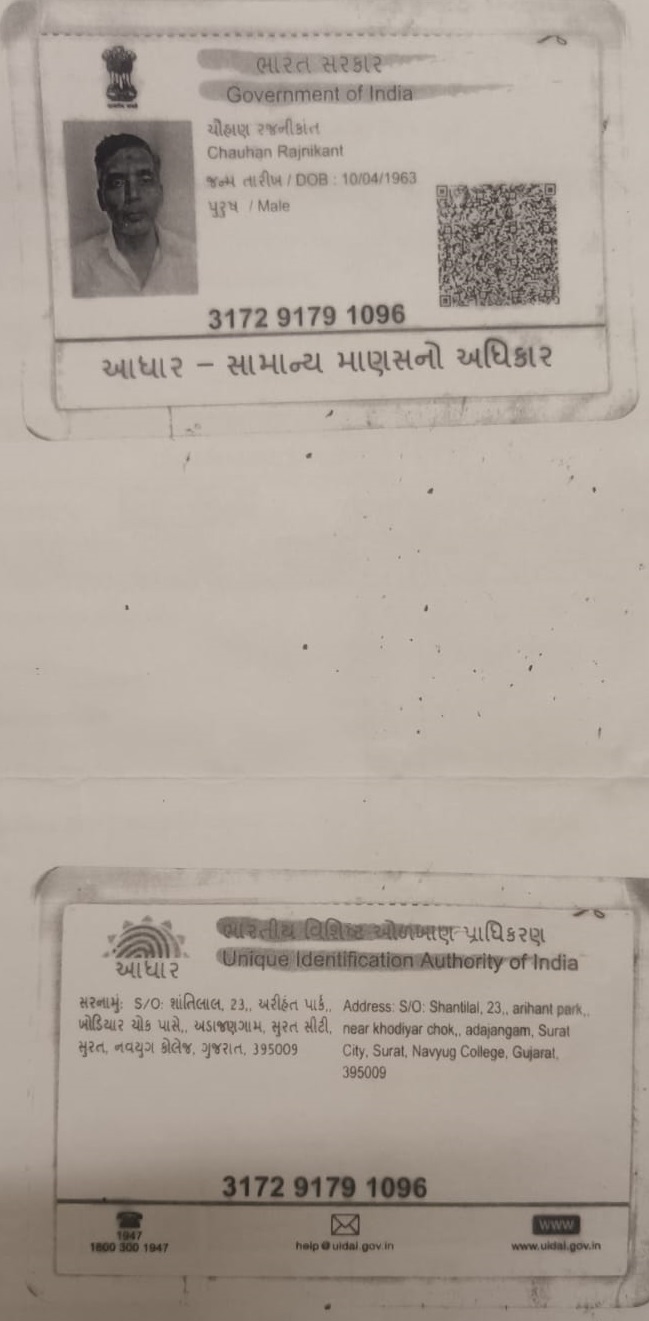 ભારત સરકાર
Government of India
ચૌહાણ રજનીકાંત
Chauhan Rajnikant
જન્મ તારીખ / DOB : 10/04/1963
પુરુષ / Male
3172 9179 1096
આધાર – સામાન્ય માણસનો અધિકાર
ભારતીય વિશિષ્ટ ઓળખાણ પ્રાધિકરણ
Unique Identification Authority of India
આધાર
સરનામું: S/O: શાંતિલાલ, 23,, અરીહંત પાર્ક,,
ખોડિયાર ચોક પાસે,, અડાજણગામ, સુરત સીટી,
સુરત, નવયુગ કોલેજ, ગુજરાત, 395009
Address: S/O: Shantilal, 23,, arihant park,,
near khodiyar chok,, adajangam, Surat
City, Surat, Navyug College, Gujarat,
395009
3172 9179 1096
1947
1800 300 1947
help@uidai.gov.in
WWW
www.uidai.gov.in